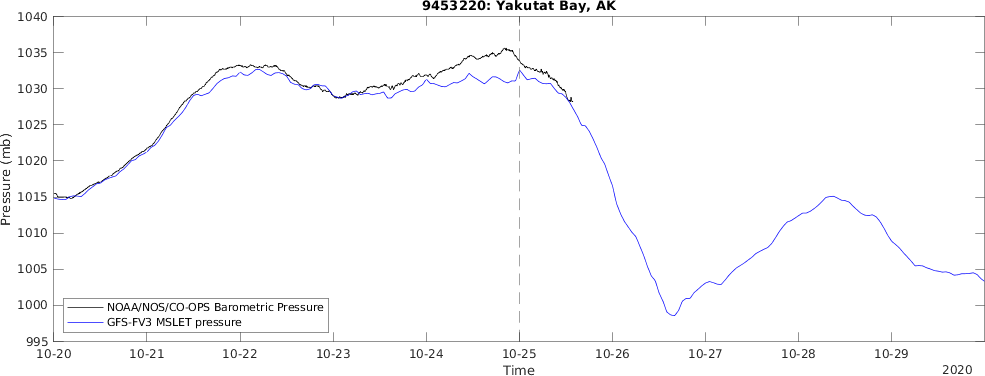 9453220: Yakutat Bay, AK
Pressure (mb)
1040
1035
1030
1025
1020
1015
1010
1005
1000
995
NOAA/NOS/CO-OPS Barometric Pressure
GFS-FV3 MSLET pressure
10-20 10-21 10-22 10-23 10-24 10-25 10-26 10-27 10-28 10-29
Time
2020